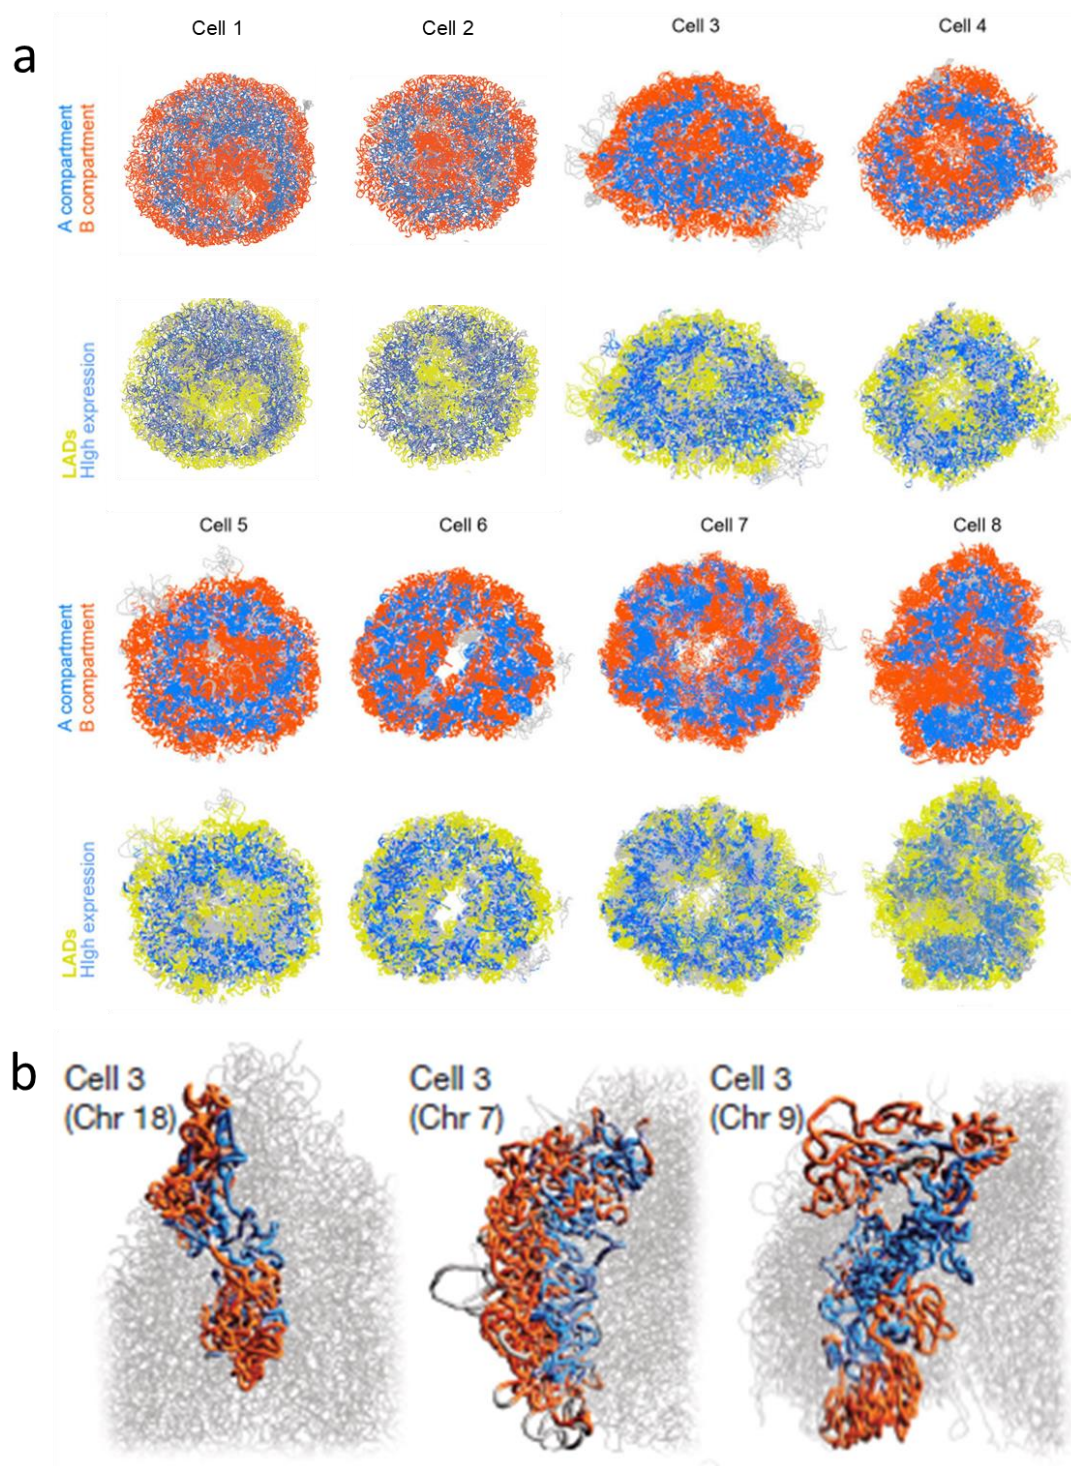 a
Cell 1
Cell 2
Cell 3
Cell 4
A compartment
B compartment
LADs
HIgh expression
Cell 5
Cell 6
Cell 7
Cell 8
A compartment
B compartment
LADs
HIgh expression
b
Cell 3
(Chr 18)
Cell 3
(Chr 7)
Cell 3
(Chr 9)